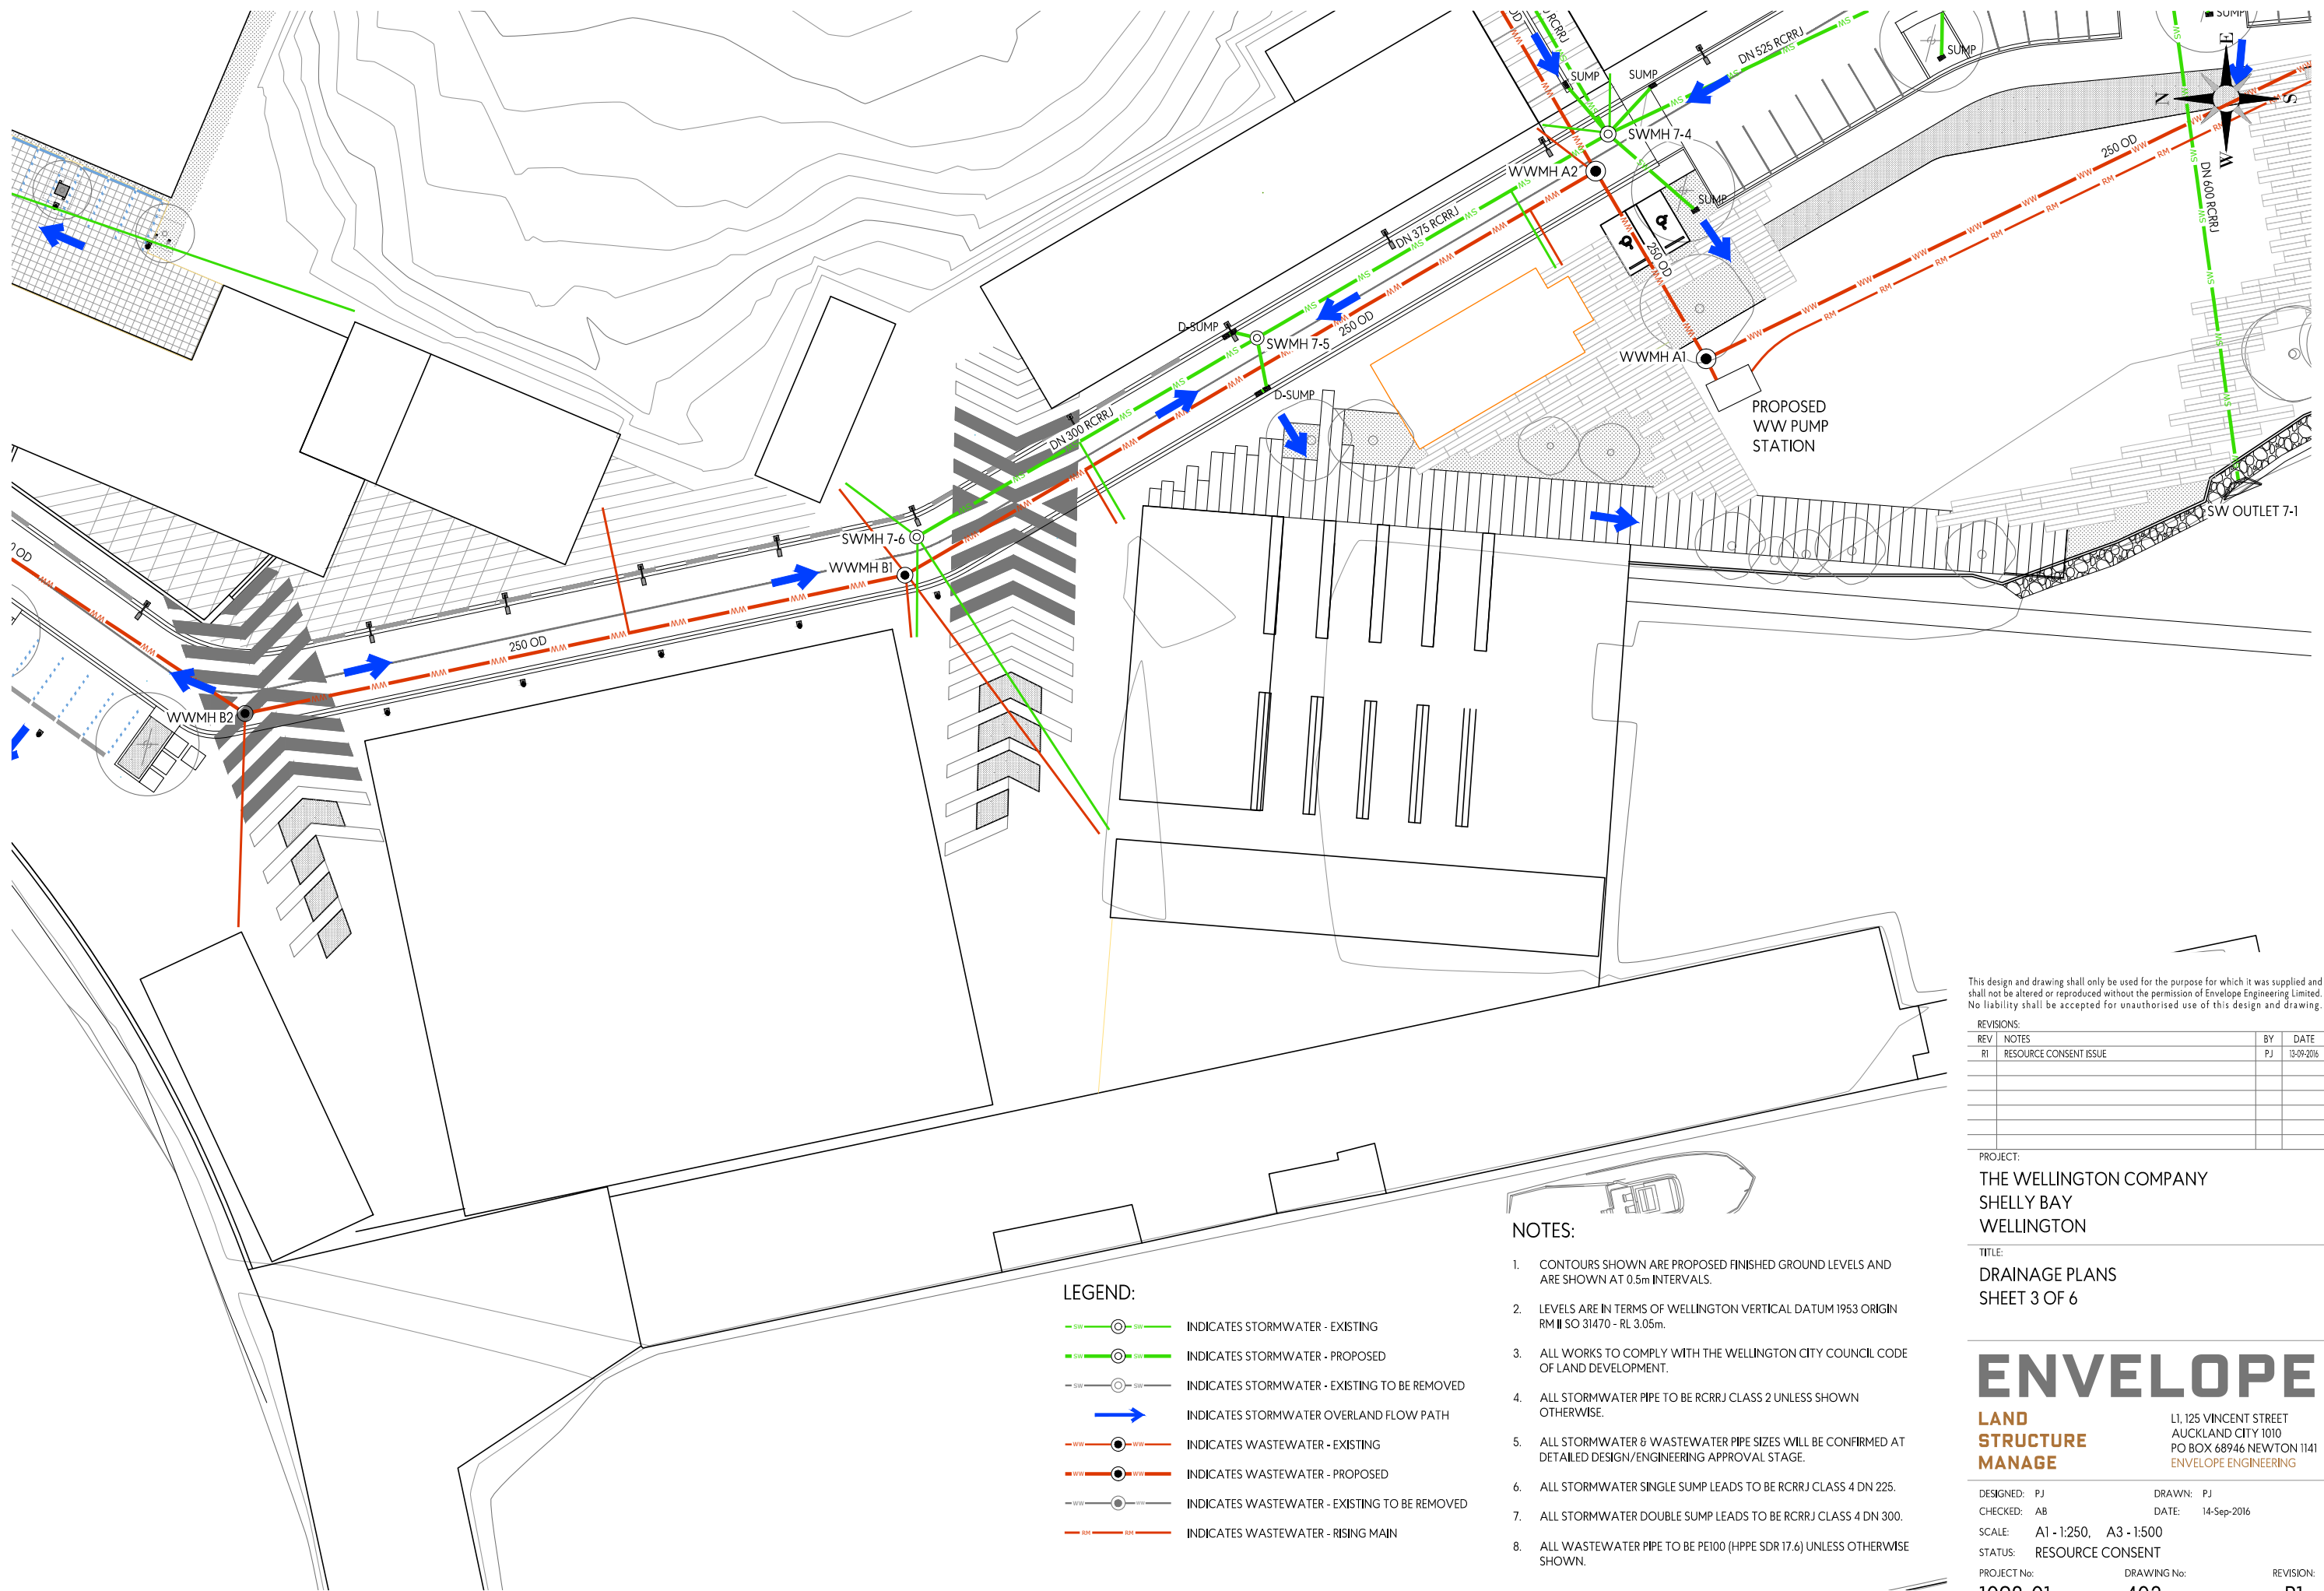 SUMP
DN 525 RCRRJ
SUMP
SUMP
SUMP
SWMH 7-4
WWMH A2
SUMP
E
N
S
W
250 OD
DN 600 RCRRJ
DN 375 RCRRJ
250 OD
D-SUMP
SWMH 7-5
250 OD
WWMH A1
D-SUMP
PROPOSED
WW PUMP
STATION
DN 300 RCRRJ
SW OUTLET 7-1
SWMH 7-6
WWMH B1
250 OD
WWMH B2
This design and drawing shall only be used for the purpose for which it was supplied and
shall not be altered or reproduced without the permission of Envelope Engineering Limited.
No liability shall be accepted for unauthorised use of this design and drawing.
REVISIONS:
REV NOTES BY DATE
R1 RESOURCE CONSENT ISSUE PJ 13-09-2016
PROJECT:
THE WELLINGTON COMPANY
SHELLY BAY
WELLINGTON
TITLE:
DRAINAGE PLANS
SHEET 3 OF 6
ENVELOPE
LAND
STRUCTURE
MANAGE
L1, 125 VINCENT STREET
AUCKLAND CITY 1010
PO BOX 68946 NEWTON 1141
ENVELOPE ENGINEERING
DESIGNED: PJ DRAWN: PJ
CHECKED: AB DATE: 14-Sep-2016
SCALE: A1 - 1:250, A3 - 1:500
STATUS: RESOURCE CONSENT
PROJECT No: DRAWING No: REVISION:
LEGEND:
SW SW INDICATES STORMWATER - EXISTING
SW SW INDICATES STORMWATER - PROPOSED
SW SW INDICATES STORMWATER - EXISTING TO BE REMOVED
INDICATES STORMWATER OVERLAND FLOW PATH
WW WW INDICATES WASTEWATER - EXISTING
WW WW INDICATES WASTEWATER - PROPOSED
WW WW INDICATES WASTEWATER - EXISTING TO BE REMOVED
RM RM INDICATES WASTEWATER - RISING MAIN
NOTES:
1. CONTOURS SHOWN ARE PROPOSED FINISHED GROUND LEVELS AND
ARE SHOWN AT 0.5m INTERVALS.
2. LEVELS ARE IN TERMS OF WELLINGTON VERTICAL DATUM 1953 ORIGIN
RM II SO 31470 - RL 3.05m.
3. ALL WORKS TO COMPLY WITH THE WELLINGTON CITY COUNCIL CODE
OF LAND DEVELOPMENT.
4. ALL STORMWATER PIPE TO BE RCRRJ CLASS 2 UNLESS SHOWN
OTHERWISE.
5. ALL STORMWATER & WASTEWATER PIPE SIZES WILL BE CONFIRMED AT
DETAILED DESIGN/ENGINEERING APPROVAL STAGE.
6. ALL STORMWATER SINGLE SUMP LEADS TO BE RCRRJ CLASS 4 DN 225.
7. ALL STORMWATER DOUBLE SUMP LEADS TO BE RCRRJ CLASS 4 DN 300.
8. ALL WASTEWATER PIPE TO BE PE100 (HPPE SDR 17.6) UNLESS OTHERWISE
SHOWN.